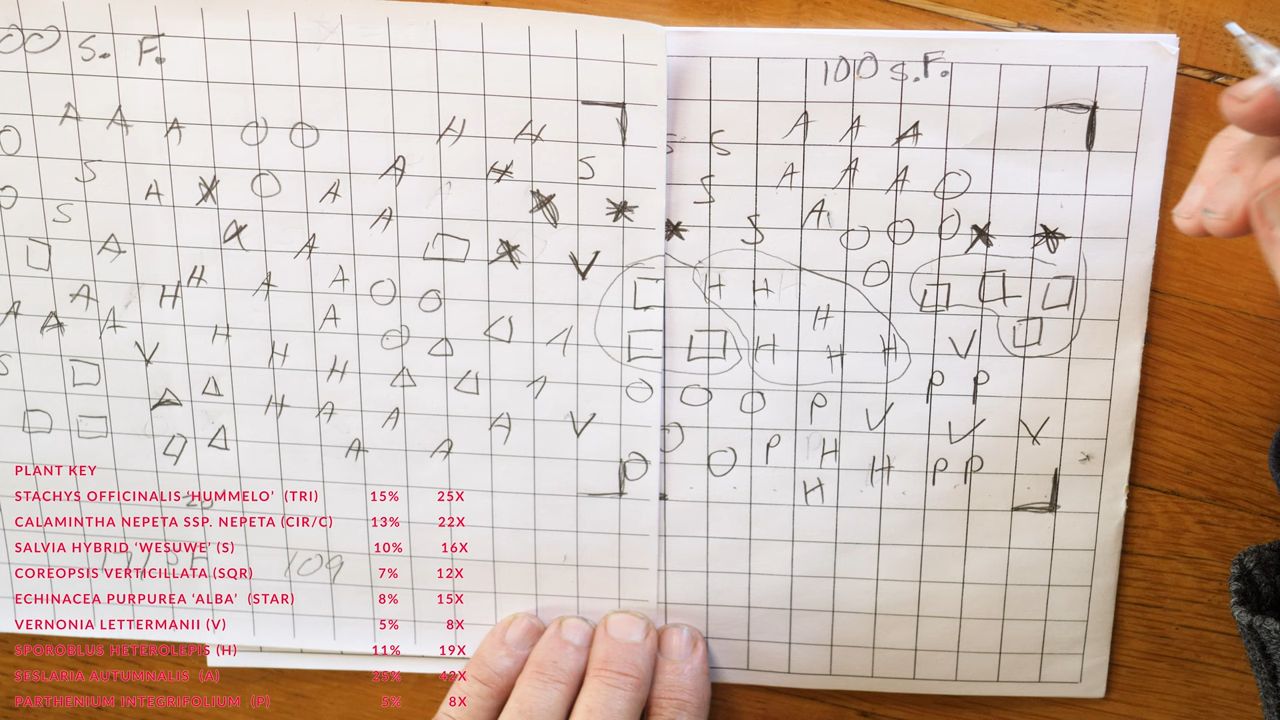 00 S.F.
100 S.F.
A A A O O H H
S S A A A
S A O A A H S
S A A A O
O S A A
S A O O O
A A A V
H H A A O O
H H O
A A A A H A O
H
V H H O
H H H V
S H
O O O P V P P
H A A A V
O O P H V V
A A
H H P P
PLANT KEY
STACHYS OFFICINALIS 'HUMMELO' (TRI) 15% 25X
CALAMINTHA NEPETA SSP. NEPETA (CIR/C) 13% 22X
SALVIA HYBRID 'WESUWE' (S) 10% 16X
COREOPSIS VERTICILLATA (SQR) 7% 12X
109
ECHINACEA PURPUREA 'ALBA' (STAR) 8% 15X
VERNONIA LETTERMANII (V) 5% 8X
SPOROBLUS HETEROLEPIS (H) 11% 19X
SESLARIA AUTUMNALIS (A) 25% 42X
PARTHENIUM INTEGRIFOLIUM (P) 5% 8X